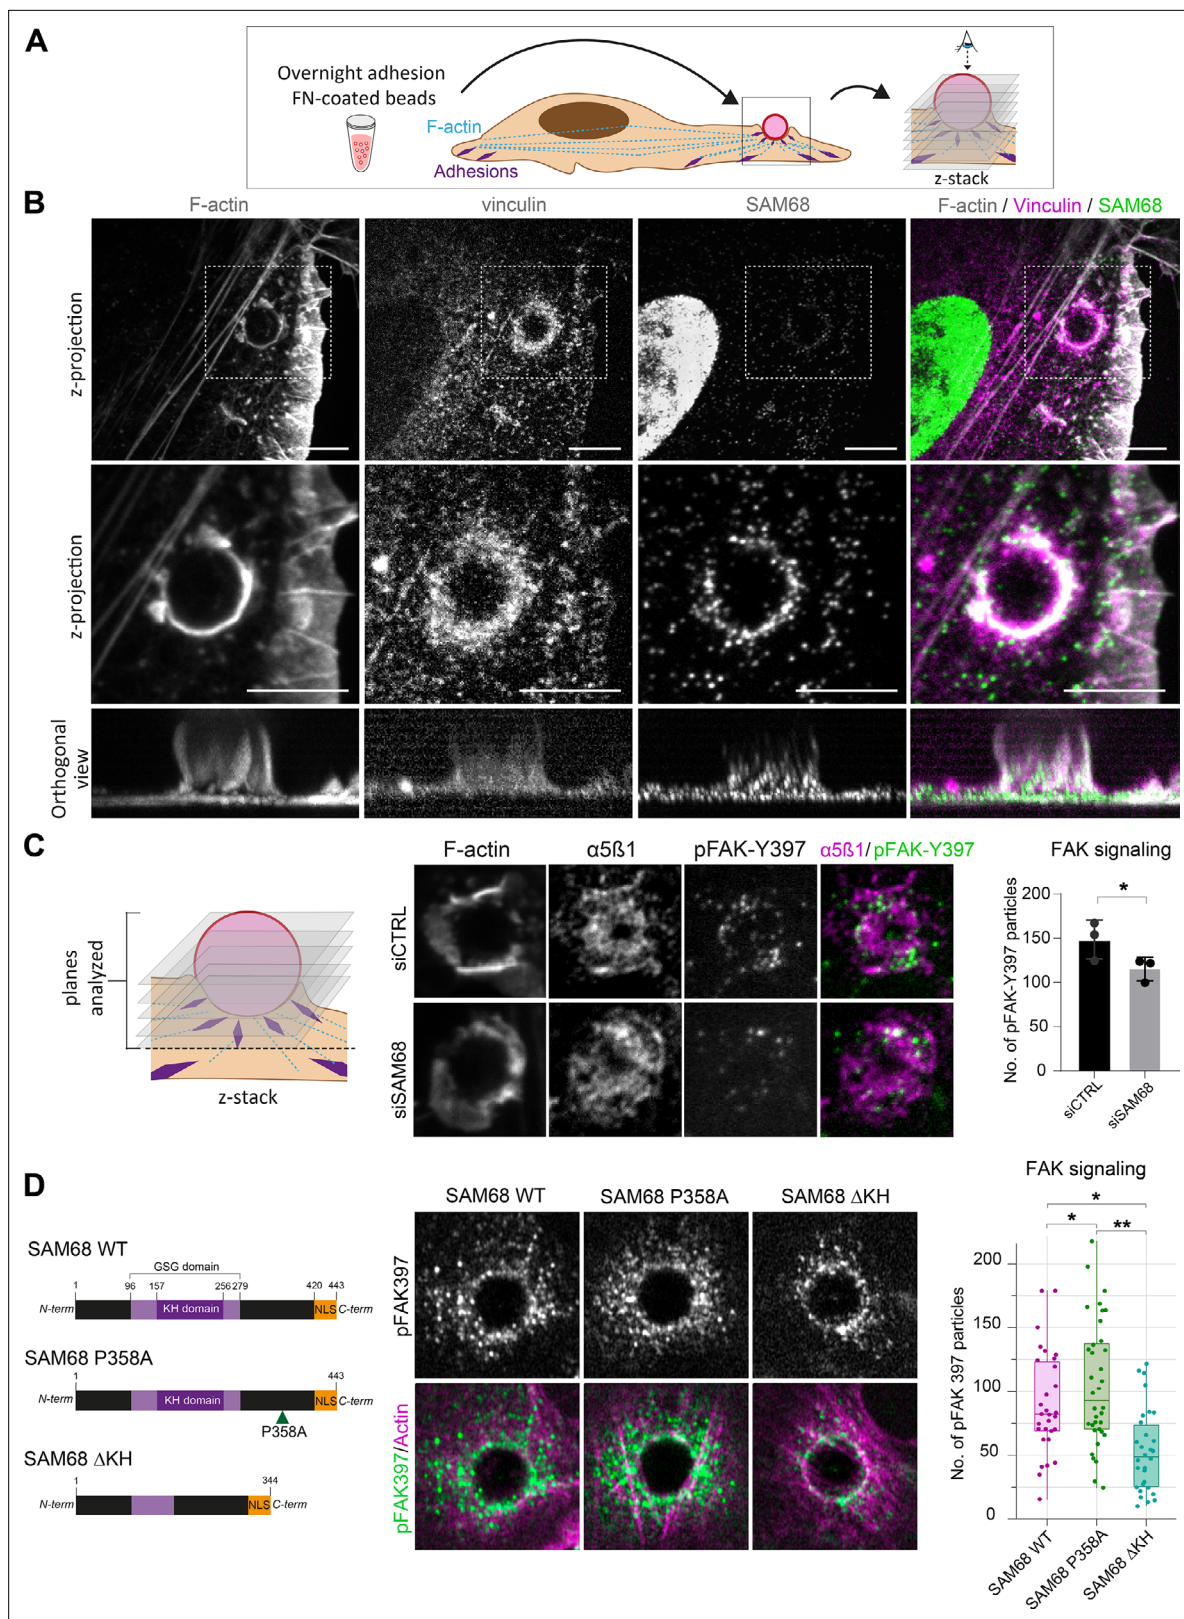 A
Overnight adhesion
FN-coated beads
F-actin
Adhesions
z-stack
B
F-actin
vinculin
SAM68
F-actin / Vinculin / SAM68
z-projection
z-projection
Orthogonal
view
C
planes
analyzed
z-stack
F-actin
α5ß1
pFAK-Y397
α5ß1/pFAK-Y397
siCTRL
siSAM68
FAK signaling
No. of pFAK-Y397 particles
200
150
100
50
0
*
siCTRL
siSAM68
D
SAM68 WT
GSG domain
1
96
157
256
279
420
443
N-term
KH domain
NLS
C-term
SAM68 P358A
1
443
N-term
KH domain
NLS
C-term
P358A
SAM68 ΔKH
1
344
N-term
NLS
C-term
SAM68 WT
SAM68 P358A
SAM68 ΔKH
pFAK397
pFAK397/Actin
FAK signaling
*
*
**
No. of pFAK 397 particles
200
150
100
50
0
SAM68 WT
SAM68 P358A
SAM68 ΔKH